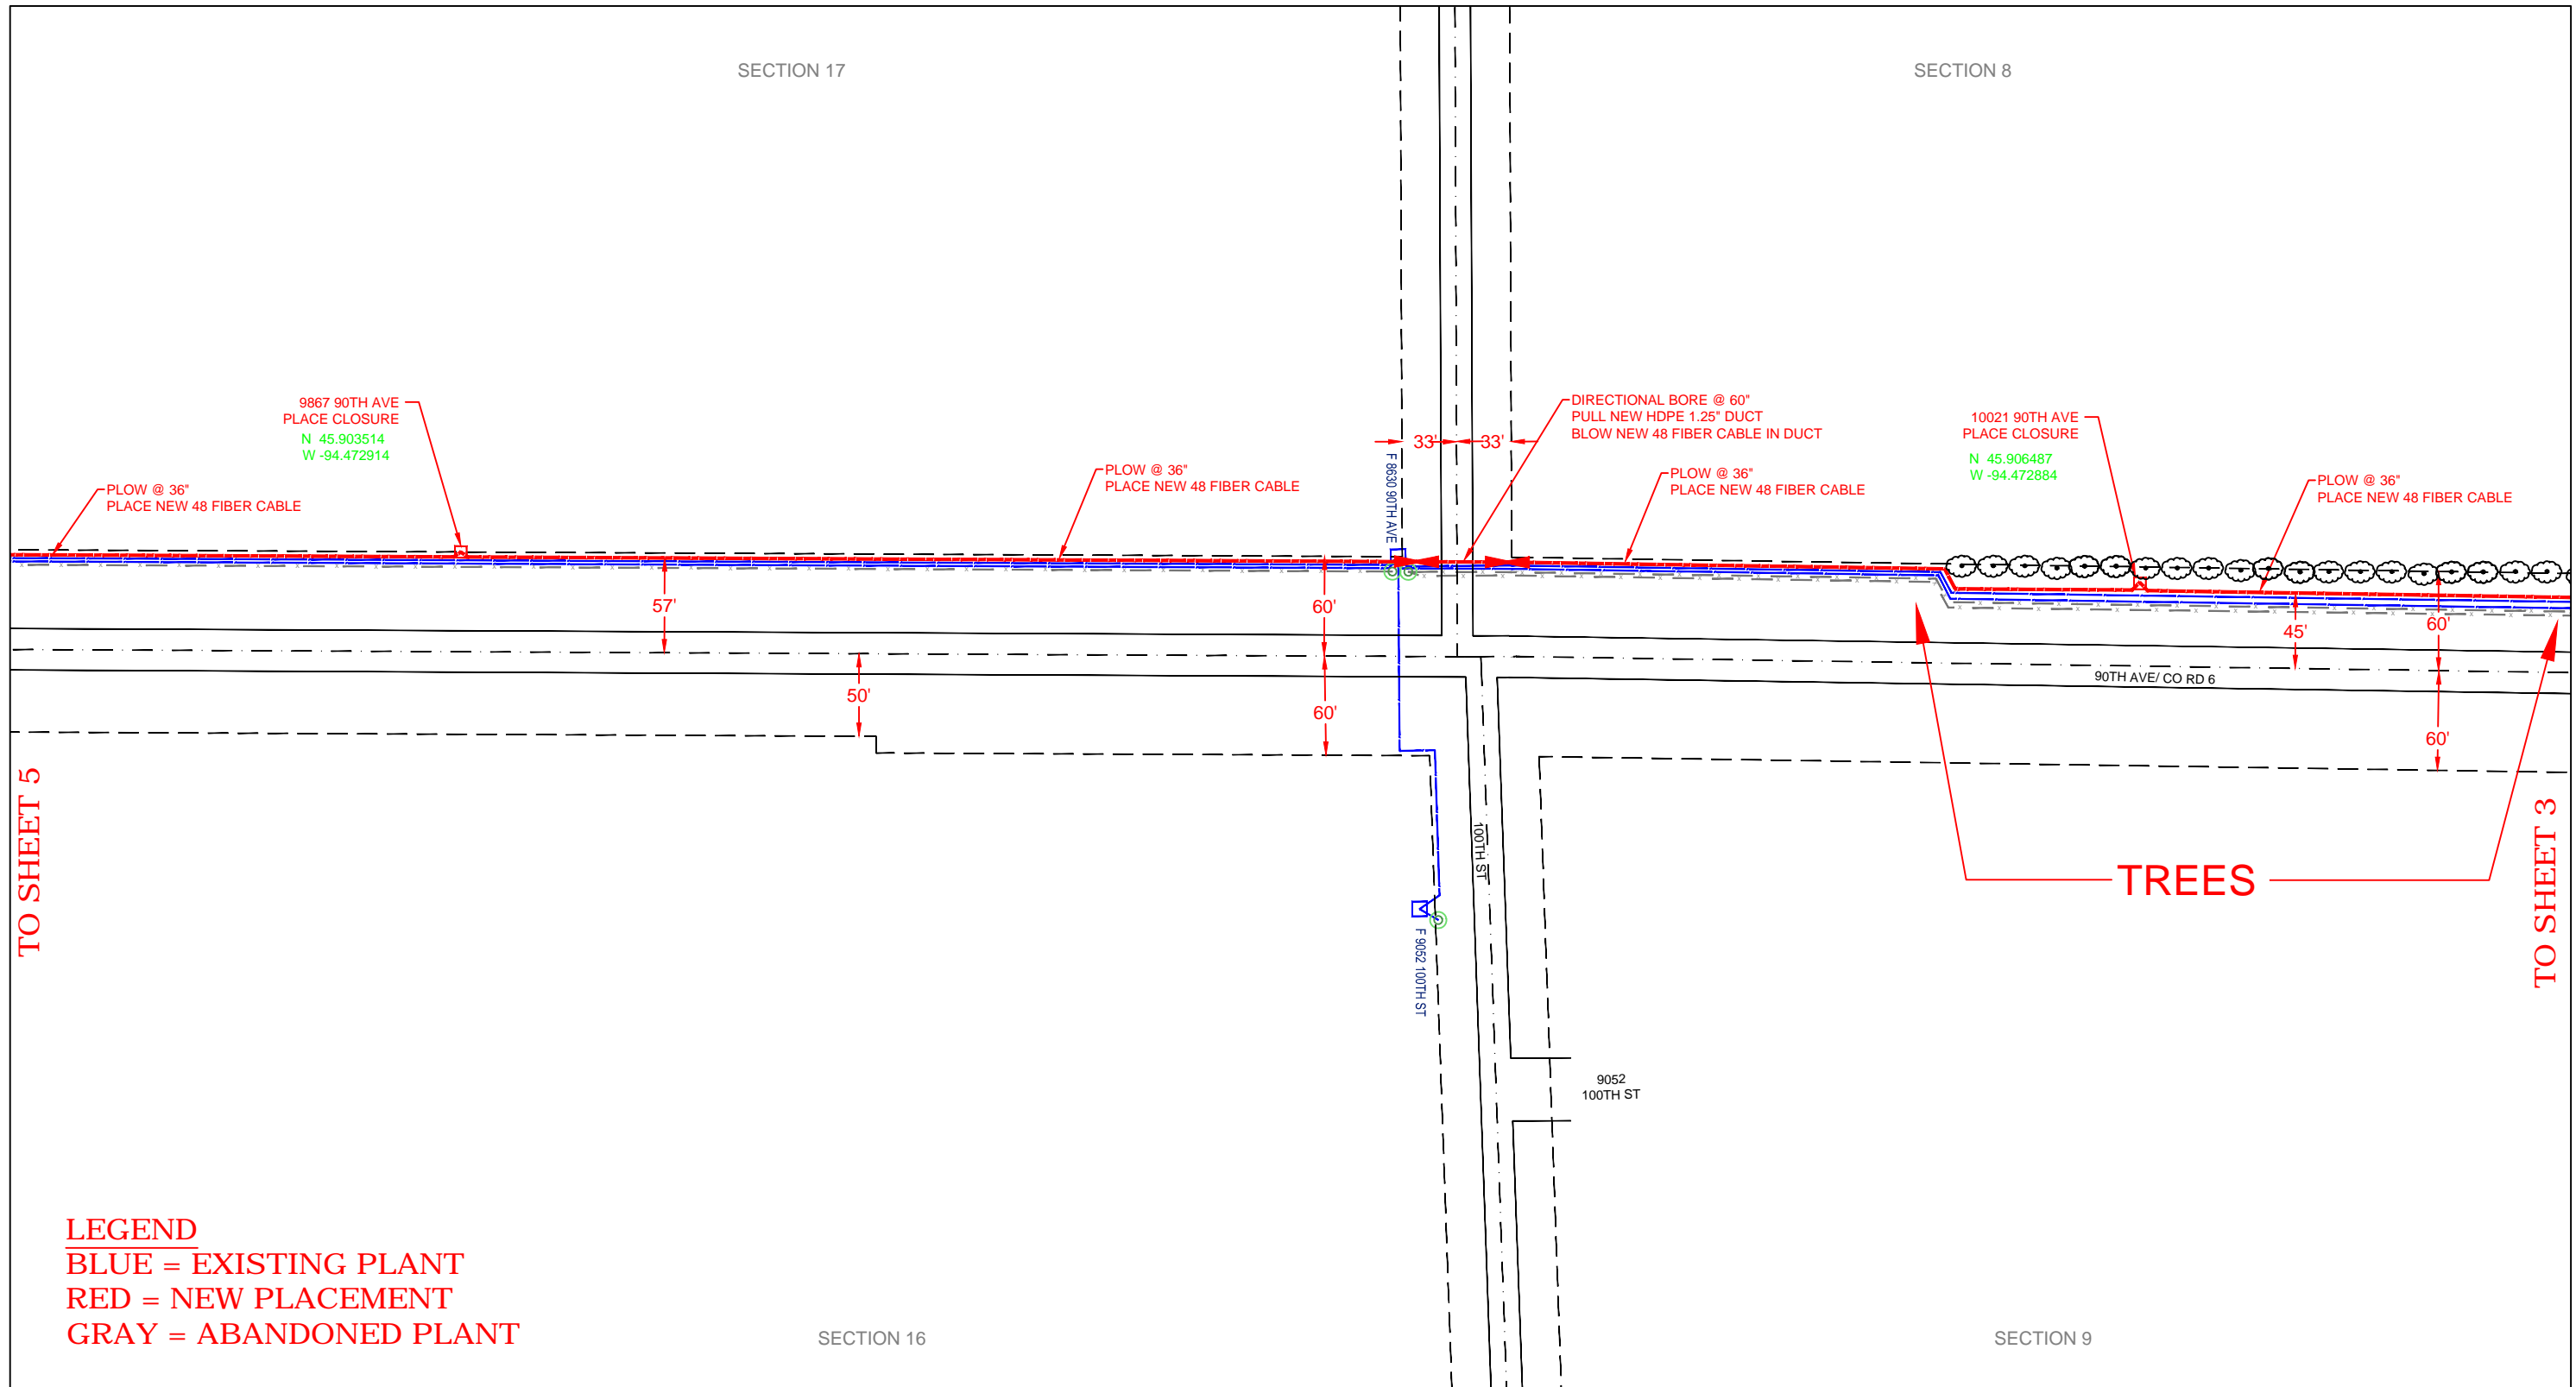 SECTION 17
SECTION 8
9867 90TH AVE
PLACE CLOSURE
N 45.903514
W -94.472914
PLOW @ 36"
PLACE NEW 48 FIBER CABLE
PLOW @ 36"
PLACE NEW 48 FIBER CABLE
F 8630 90TH AVE
33'
33'
DIRECTIONAL BORE @ 60"
PULL NEW HDPE 1.25" DUCT
BLOW NEW 48 FIBER CABLE IN DUCT
PLOW @ 36"
PLACE NEW 48 FIBER CABLE
10021 90TH AVE
PLACE CLOSURE
N 45.906487
W -94.472884
PLOW @ 36"
PLACE NEW 48 FIBER CABLE
57'
60'
45'
60'
90TH AVE/ CO RD 6
50'
60'
60'
TO SHEET 5
100TH ST
TREES
TO SHEET 3
F 9052 100TH ST
9052
100TH ST
LEGEND
BLUE = EXISTING PLANT
RED = NEW PLACEMENT
GRAY = ABANDONED PLANT
SECTION 16
SECTION 9